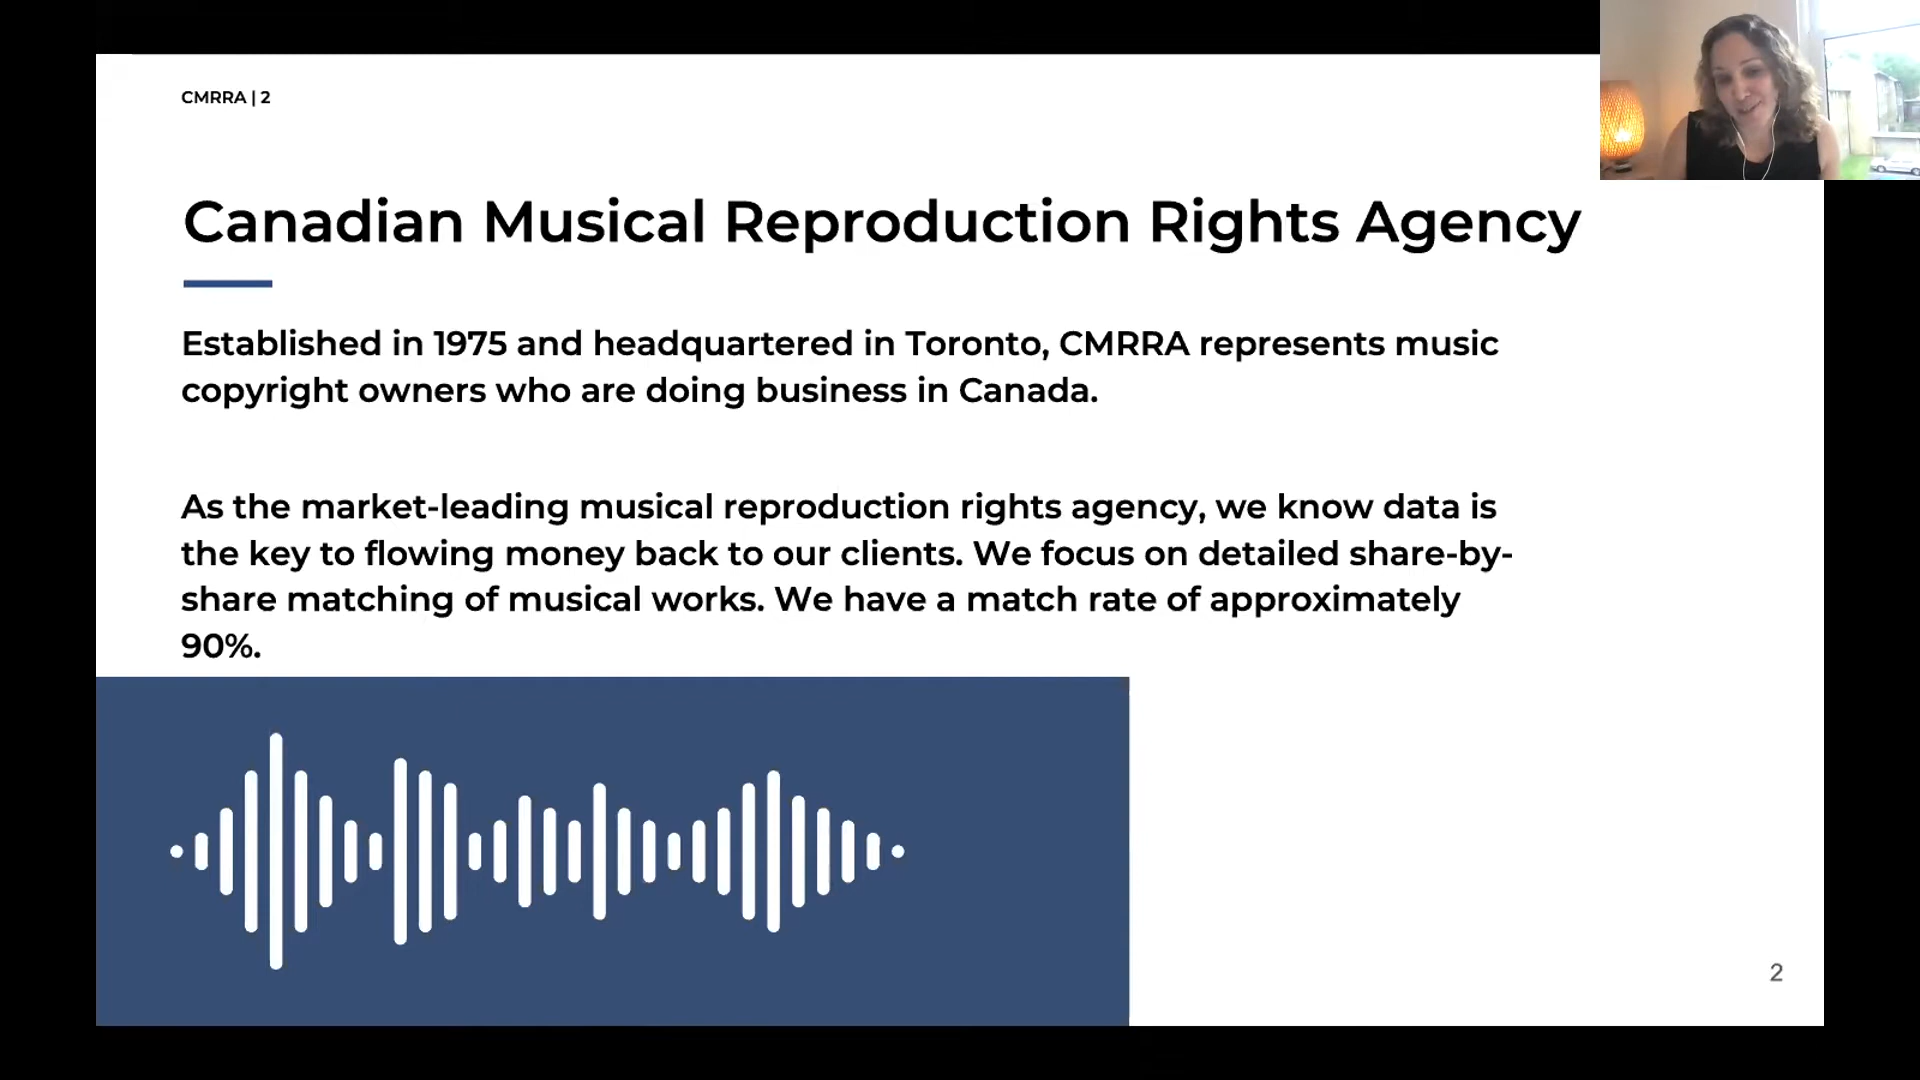 CMRRA | 2
Canadian Musical Reproduction Rights Agency
Established in 1975 and headquartered in Toronto, CMRRA represents music
copyright owners who are doing business in Canada.
As the market-leading musical reproduction rights agency, we know data is
the key to flowing money back to our clients. We focus on detailed share-by-
share matching of musical works. We have a match rate of approximately
90%.
2